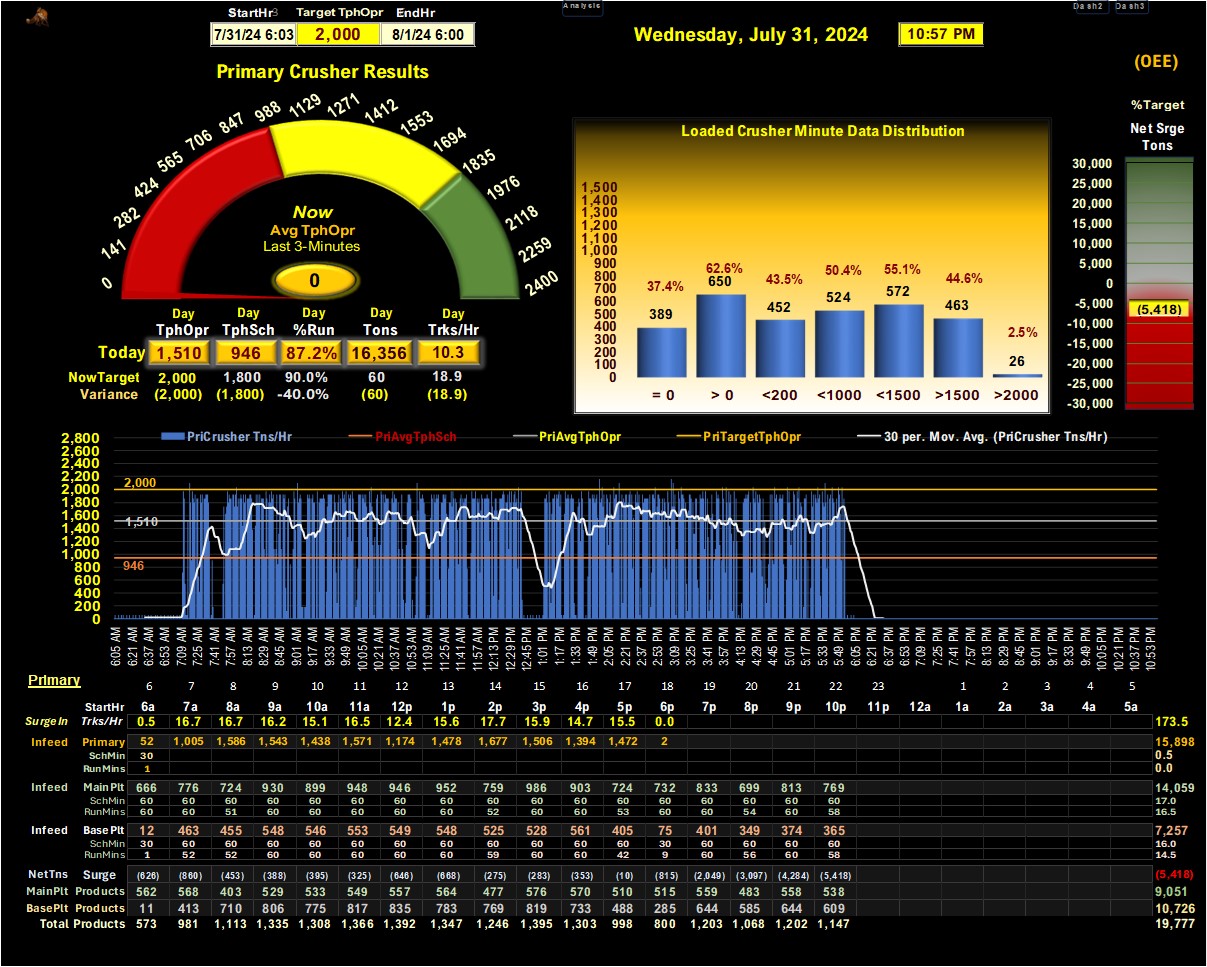 StartHr3 Target TphOpr EndHr
7/31/24 6:03 2,000 8/1/24 6:00
Analysis
Dash2 Dash3
Wednesday, July 31, 2024 10:57 PM
(OEE)
%Target
Net Srge
Tons
30,000
25,000
20,000
15,000
10,000
5,000
0
-5,000
(5,418)
-10,000
-15,000
-20,000
-25,000
-30,000
Primary Crusher Results
0 141 282 424 565 706 847 988 1129 1271 1412 1553 1694 1835 1976 2118 2259 2400
Now
Avg TphOpr
Last 3-Minutes
0
Day Day Day Day Day
TphOpr TphSch %Run Tons Trks/Hr
Today 1,510 946 87.2% 16,356 10.3
NowTarget 2,000 1,800 90.0% 60 18.9
Variance (2,000) (1,800) -40.0% (60) (18.9)
Loaded Crusher Minute Data Distribution
1,500
1,400
1,300
1,200
1,100
1,000
900
800
700
600
500
400
300
200
100
0
37.4% 62.6% 43.5% 50.4% 55.1% 44.6% 2.5%
389 650 452 524 572 463 26
= 0 > 0 <200 <1000 <1500 >1500 >2000
PriCrusher Tns/Hr PriAvgTphSch PriAvgTphOpr PriTargetTphOpr 30 per. Mov. Avg. (PriCrusher Tns/Hr)
2,800
2,600
2,400
2,200
2,000
1,800
1,600
1,400
1,200
1,000
800
600
400
200
0
2,000
1,510
946
6:05 AM 6:21 AM 6:37 AM 6:53 AM 7:09 AM 7:25 AM 7:41 AM 7:57 AM 8:13 AM 8:29 AM 8:45 AM 9:01 AM 9:17 AM 9:33 AM 9:49 AM 10:05 AM 10:21 AM 10:37 AM 10:53 AM 11:09 AM 11:25 AM 11:41 AM 11:57 AM 12:13 PM 12:29 PM 12:45 PM 1:01 PM 1:17 PM 1:33 PM 1:49 PM 2:05 PM 2:21 PM 2:37 PM 2:53 PM 3:09 PM 3:25 PM 3:41 PM 3:57 PM 4:13 PM 4:29 PM 4:45 PM 5:01 PM 5:17 PM 5:33 PM 5:49 PM 6:05 PM 6:21 PM 6:37 PM 6:53 PM 7:09 PM 7:25 PM 7:41 PM 7:57 PM 8:13 PM 8:29 PM 8:45 PM 9:01 PM 9:17 PM 9:33 PM 9:49 PM 10:05 PM 10:21 PM 10:37 PM 10:53 PM
Primary
6 7 8 9 10 11 12 13 14 15 16 17 18 19 20 21 22 23 1 2 3 4 5
StartHr 6a 7a 8a 9a 10a 11a 12p 1p 2p 3p 4p 5p 6p 7p 8p 9p 10p 11p 12a 1a 2a 3a 4a 5a
SurgeIn Trks/Hr 0.5 16.7 16.7 16.2 15.1 16.5 12.4 15.6 17.7 15.9 14.7 15.5 0.0 173.5
Infeed Primary 52 1,005 1,586 1,543 1,438 1,571 1,174 1,478 1,677 1,506 1,394 1,472 2 15,898
SchMin 30 0.5
RunMins 1 0.0
Infeed MainPlt 666 776 724 930 899 948 946 952 759 986 903 724 732 833 699 813 769 14,059
SchMin 60 60 60 60 60 60 60 60 60 60 60 60 60 60 60 60 60 17.0
RunMins 60 60 51 60 60 60 60 60 52 60 60 53 60 60 54 60 58 16.5
Infeed BasePlt 12 463 455 548 546 553 549 548 525 528 561 405 75 401 349 374 365 7,257
SchMin 30 60 60 60 60 60 60 60 60 60 60 60 30 60 60 60 60 16.0
RunMins 1 52 52 60 60 60 60 60 59 60 60 42 9 60 56 60 58 14.5
NetTns Surge (626) (860) (453) (388) (395) (325) (646) (668) (275) (283) (353) (10) (815) (2,049) (3,097) (4,284) (5,418) (5,418)
MainPlt Products 562 568 403 529 533 549 557 564 477 576 570 510 515 559 483 558 538 9,051
BasePlt Products 11 413 710 806 775 817 835 783 769 819 733 488 285 644 585 644 609 10,726
Total Products 573 981 1,113 1,335 1,308 1,366 1,392 1,347 1,246 1,395 1,303 998 800 1,203 1,068 1,202 1,147 19,777